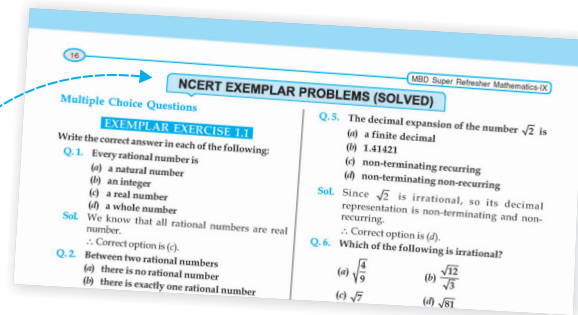 16
MBD Super Refresher Mathematics-IX
NCERT EXEMPLAR PROBLEMS (SOLVED)
Multiple Choice Questions
EXEMPLAR EXERCISE 1.1
Write the correct answer in each of the following:
Q. 1. Every rational number is
(a) a natural number
(b) an integer
(c) a real number
(d) a whole number
Sol. We know that all rational numbers are real
number.
∴ Correct option is (c).
Q. 2. Between two rational numbers
(a) there is no rational number
(b) there is exactly one rational number
Q. 5. The decimal expansion of the number √2 is
(a) a finite decimal
(b) 1.41421
(c) non-terminating recurring
(d) non-terminating non-recurring
Sol. Since √2 is irrational, so its decimal
representation is non-terminating and non-
recurring.
∴ Correct option is (d).
Q. 6. Which of the following is irrational?
(a) √(4/9) (b) √12/√3
(c) √7 (d) √81